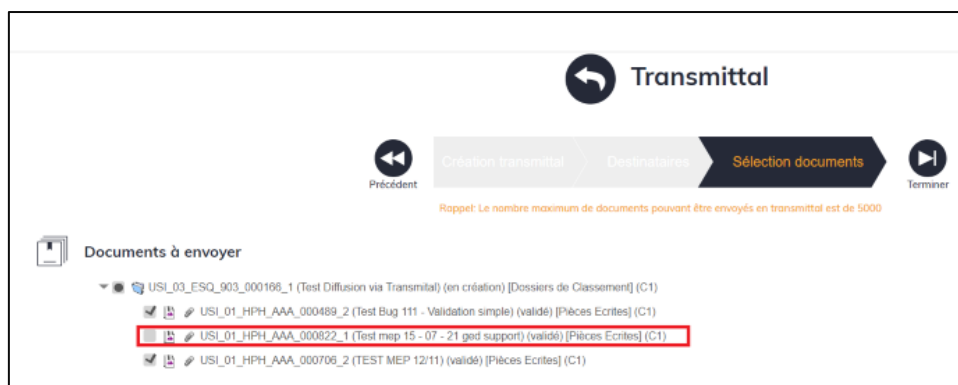 Transmittal
Précédent
Création transmittal
Destinataires
Sélection documents
Terminer
Rappel: Le nombre maximum de documents pouvant être envoyés en transmittal est de 5000
Documents à envoyer
USI_03_ESQ_903_000166_1 (Test Diffusion via Transmital) (en création) [Dossiers de Classement] (C1)
USI_01_HPH_AAA_000489_2 (Test Bug 111 - Validation simple) (validé) [Pièces Ecrites] (C1)
USI_01_HPH_AAA_000822_1 (Test mep 15 - 07 - 21 ged support) (validé) [Pièces Ecrites] (C1)
USI_01_HPH_AAA_000706_2 (TEST MEP 12/11) (validé) [Pièces Ecrites] (C1)